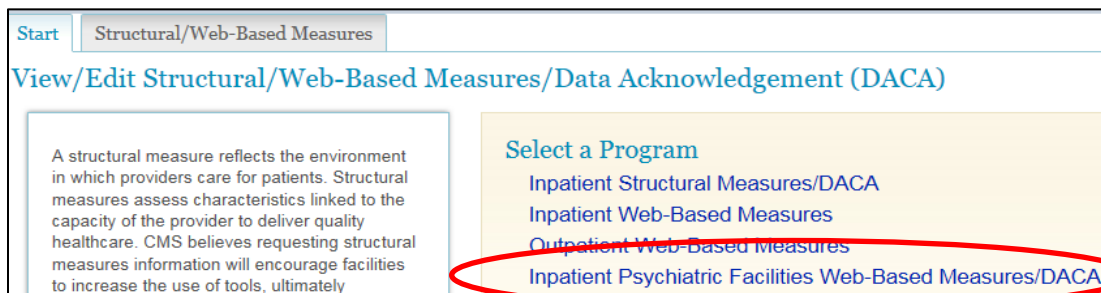 Start
Structural/Web-Based Measures
View/Edit Structural/Web-Based Measures/Data Acknowledgement (DACA)
A structural measure reflects the environment
in which providers care for patients. Structural
measures assess characteristics linked to the
capacity of the provider to deliver quality
healthcare. CMS believes requesting structural
measures information will encourage facilities
to increase the use of tools, ultimately
Select a Program
Inpatient Structural Measures/DACA
Inpatient Web-Based Measures
Outpatient Web-Based Measures
Inpatient Psychiatric Facilities Web-Based Measures/DACA